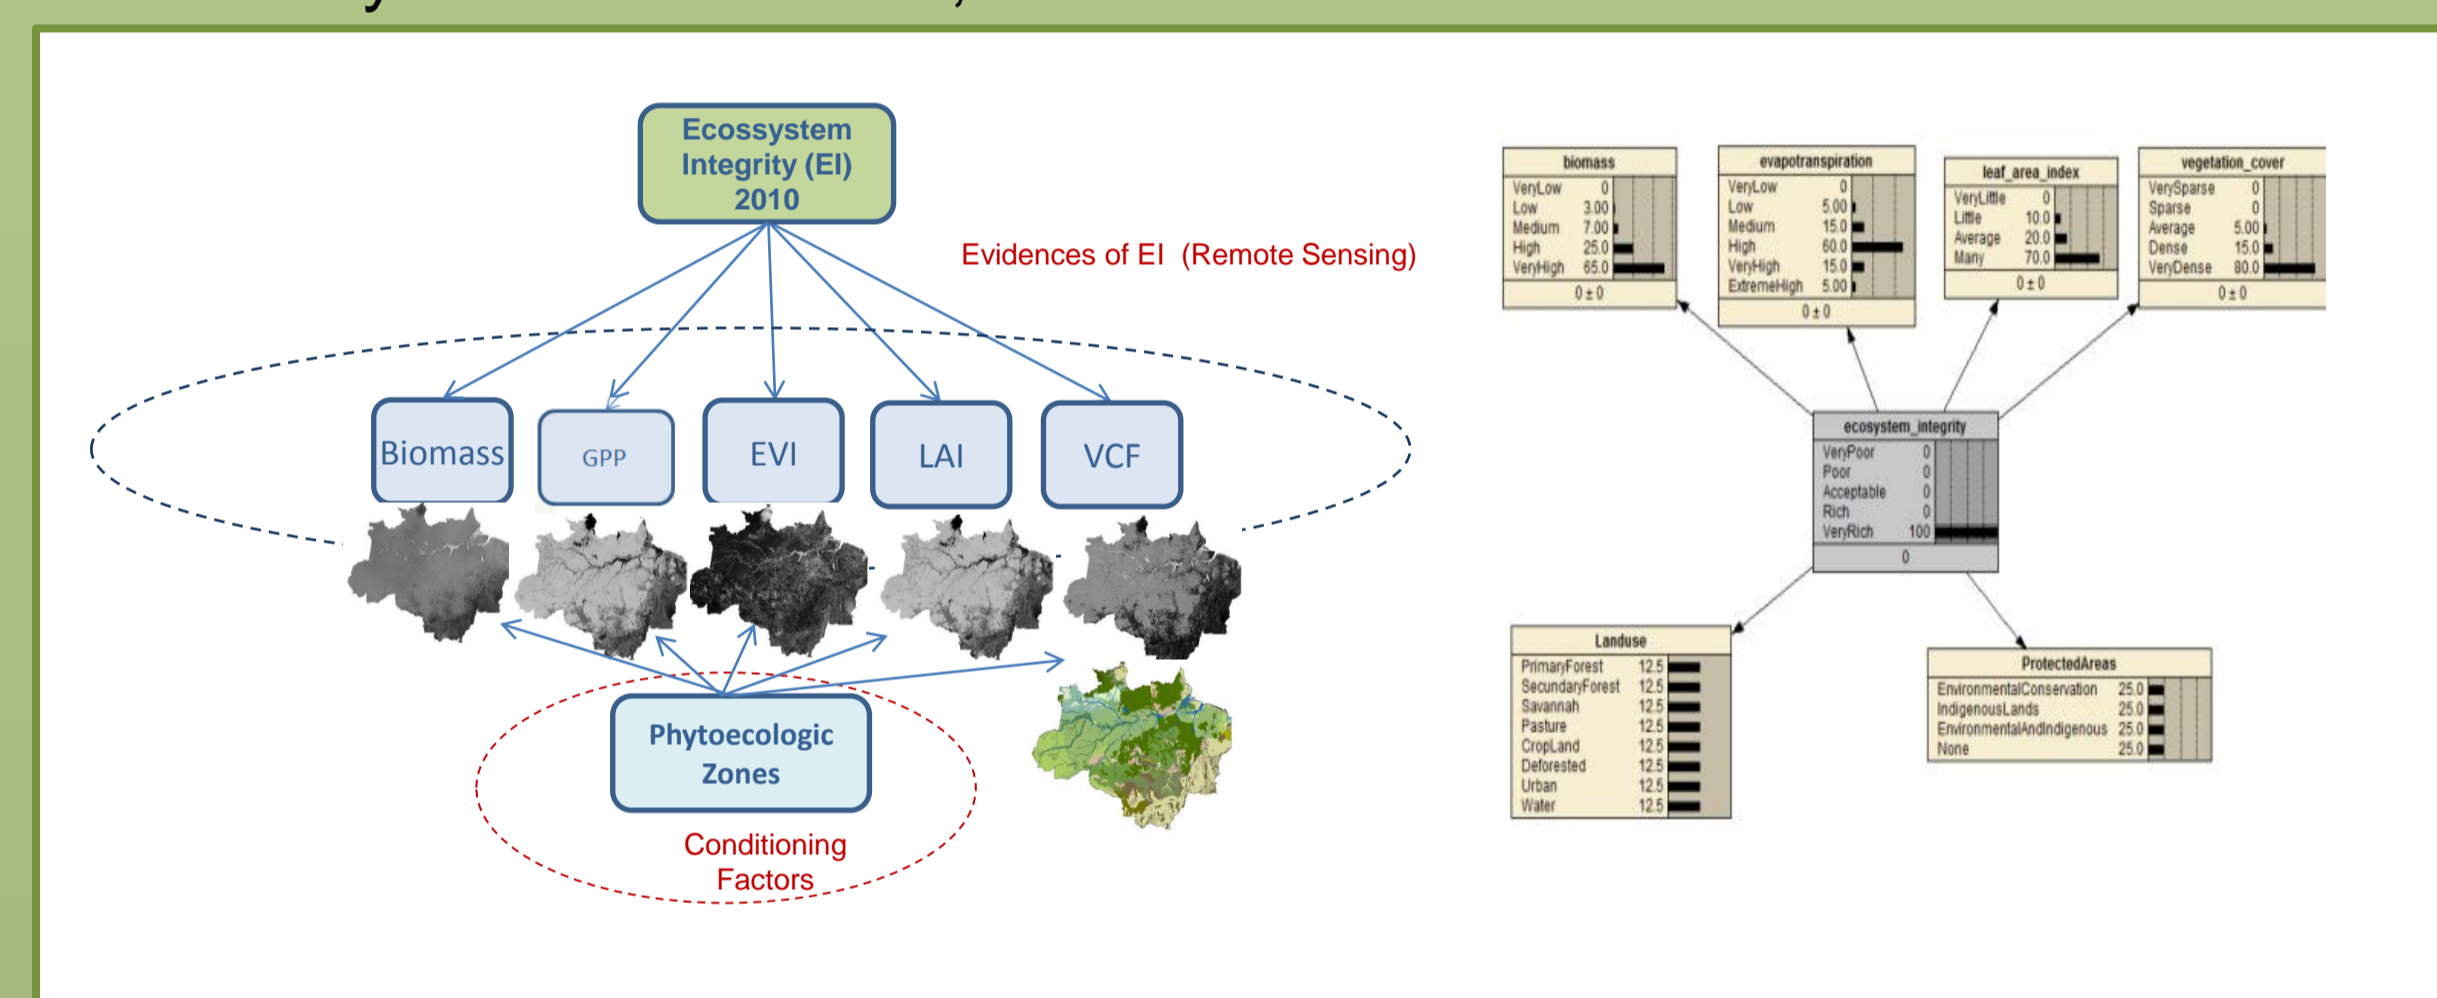 Ecossystem
Integrity (EI)
2010
Evidences of EI (Remote Sensing)
Biomass
GPP
EVI
LAI
VCF
Phytoecologic
Zones
Conditioning
Factors
biomass
VeryLow 0
Low 3.00
Medium 7.00
High 25.0
VeryHigh 65.0
0 ± 0
evapotranspiration
VeryLow 0
Low 5.00
Medium 15.0
High 60.0
VeryHigh 15.0
ExtremeHigh 5.00
0 ± 0
leaf_area_index
VeryLittle 0
Little 10.0
Average 20.0
Many 70.0
0 ± 0
vegetation_cover
VerySparse 0
Sparse 0
Average 5.00
Dense 15.0
VeryDense 80.0
0 ± 0
ecosystem_integrity
VeryPoor 0
Poor 0
Acceptable 0
Rich 0
VeryRich 100
0
Landuse
PrimaryForest 12.5
SecundaryForest 12.5
Savannah 12.5
Pasture 12.5
CropLand 12.5
Deforested 12.5
Urban 12.5
Water 12.5
ProtectedAreas
EnvironmentalConservation 25.0
IndigenousLands 25.0
EnvironmentalAndIndigenous 25.0
None 25.0